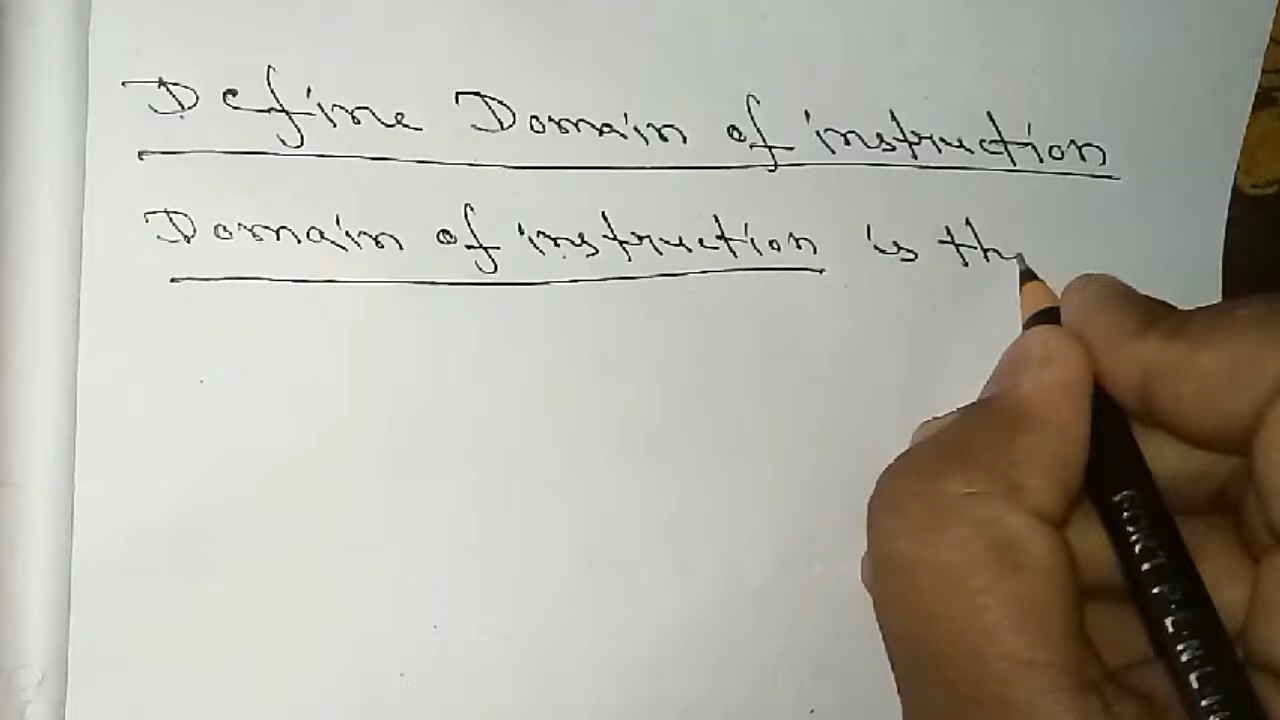 Define Domain of instruction
Domain of instruction is th